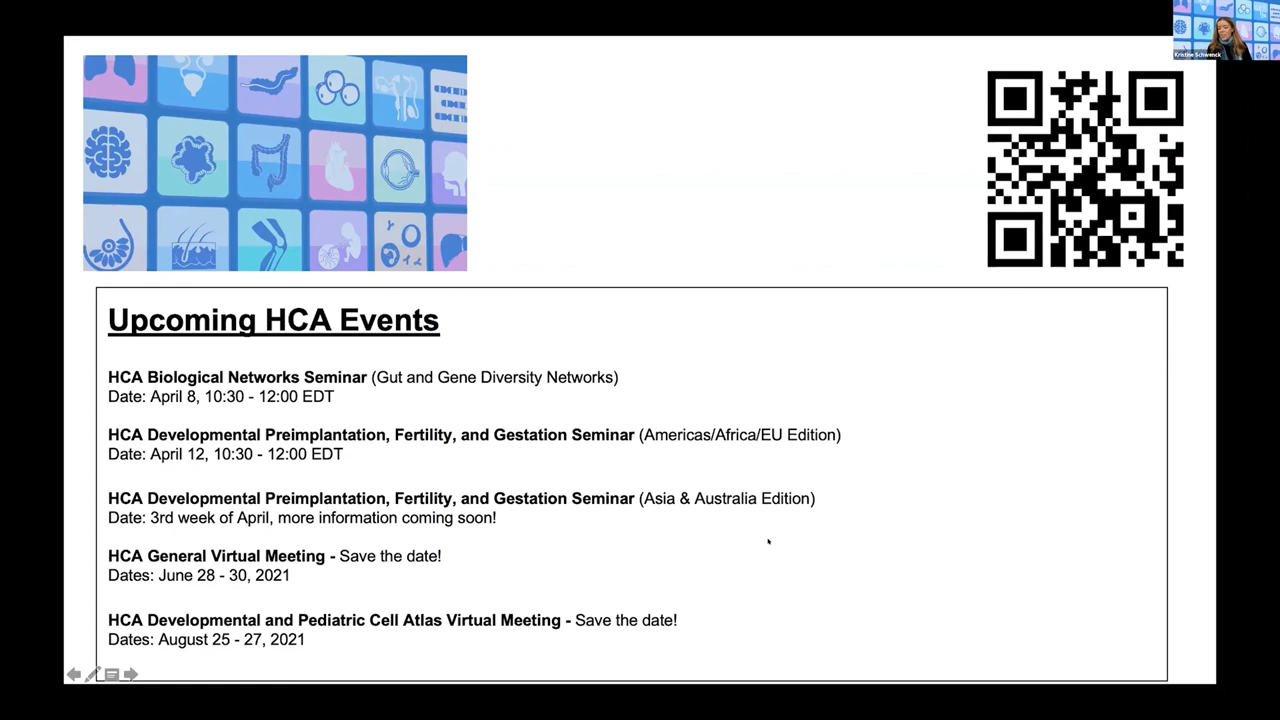 Kristine Schwenck
Upcoming HCA Events
HCA Biological Networks Seminar (Gut and Gene Diversity Networks)
Date: April 8, 10:30 - 12:00 EDT
HCA Developmental Preimplantation, Fertility, and Gestation Seminar (Americas/Africa/EU Edition)
Date: April 12, 10:30 - 12:00 EDT
HCA Developmental Preimplantation, Fertility, and Gestation Seminar (Asia & Australia Edition)
Date: 3rd week of April, more information coming soon!
HCA General Virtual Meeting - Save the date!
Dates: June 28 - 30, 2021
HCA Developmental and Pediatric Cell Atlas Virtual Meeting - Save the date!
Dates: August 25 - 27, 2021